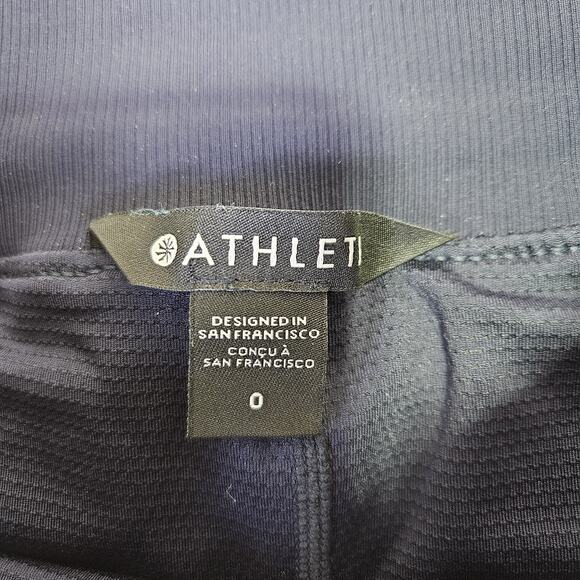 ATHLET
DESIGNED IN
SAN FRANCISCO
CONÇU À
SAN FRANCISCO
0